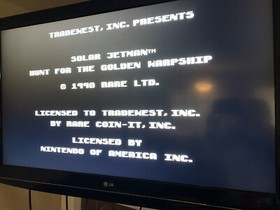 TRADEWEST, INC. PRESENTS
SOLAR JETMAN™
HUNT FOR THE GOLDEN WARPSHIP
© 1990 RARE LTD.
LICENSED TO TRADEWEST, INC.
BY RARE COIN-IT, INC.
LICENSED BY
NINTENDO OF AMERICA INC.
LG